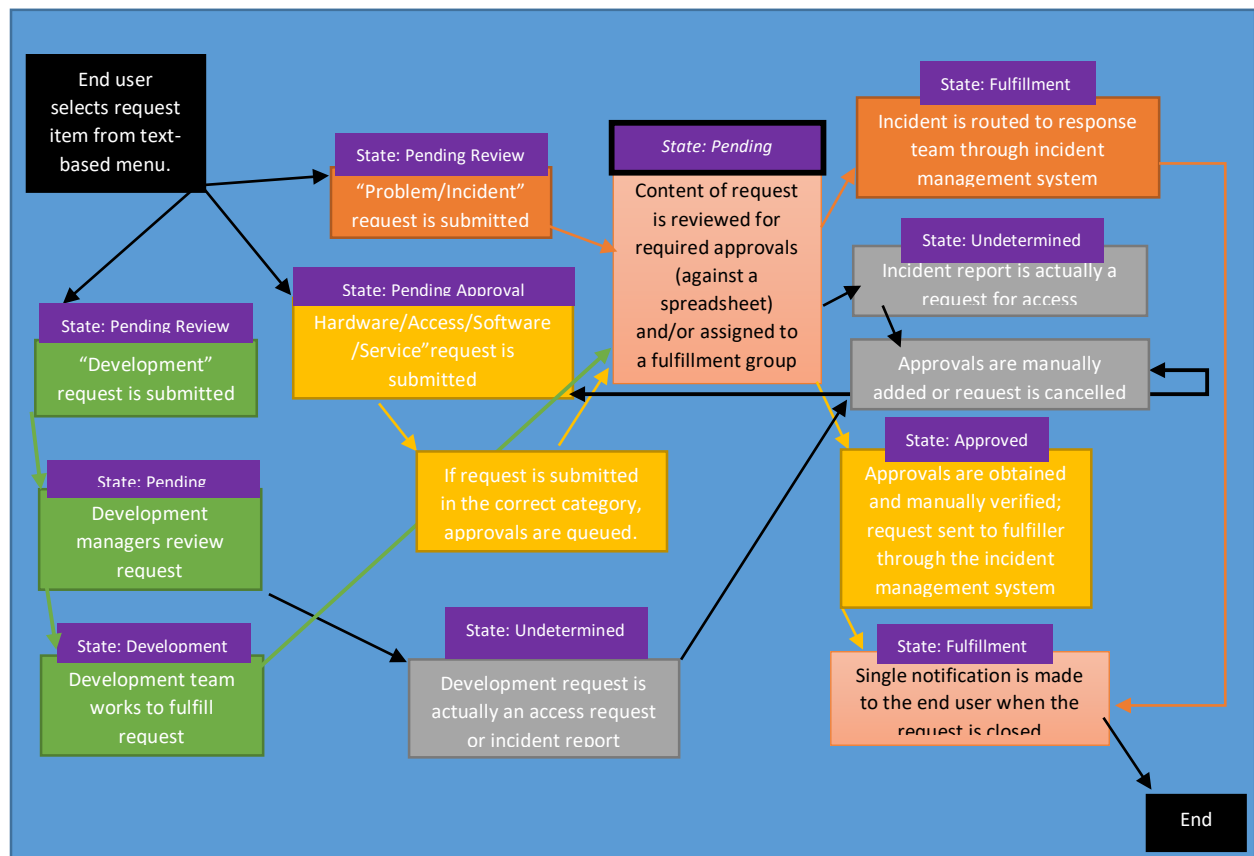 End user
selects request
item from text-
based menu.
State: Pending Review
“Problem/Incident”
request is submitted
State: Pending
Content of request
is reviewed for
required approvals
(against a
spreadsheet)
and/or assigned to
a fulfillment group
State: Fulfillment
Incident is routed to response
team through incident
management system
State: Undetermined
Incident report is actually a
request for access
Approvals are manually
added or request is cancelled
State: Pending Approval
Hardware/Access/Software
/Service”request is
submitted
State: Pending Review
“Development”
request is submitted
If request is submitted
in the correct category,
approvals are queued.
State: Approved
Approvals are obtained
and manually verified;
request sent to fulfiller
through the incident
management system
State: Pending
Development
managers review
request
State: Development
Development team
works to fulfill
request
State: Undetermined
Development request is
actually an access request
or incident report
State: Fulfillment
Single notification is made
to the end user when the
request is closed
End